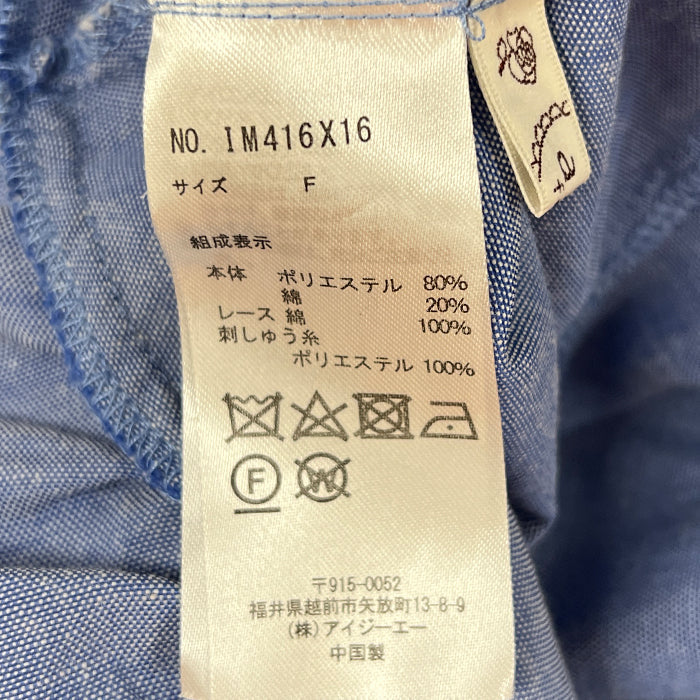 NO. IM416X16
サイズ F
組成表示
本体 ポリエステル 80%
綿 20%
レース 綿 100%
刺しゅう糸
ポリエステル 100%
F
W
〒915-0052
福井県越前市矢放町13-8-9
(株)アイジーエー
中国製